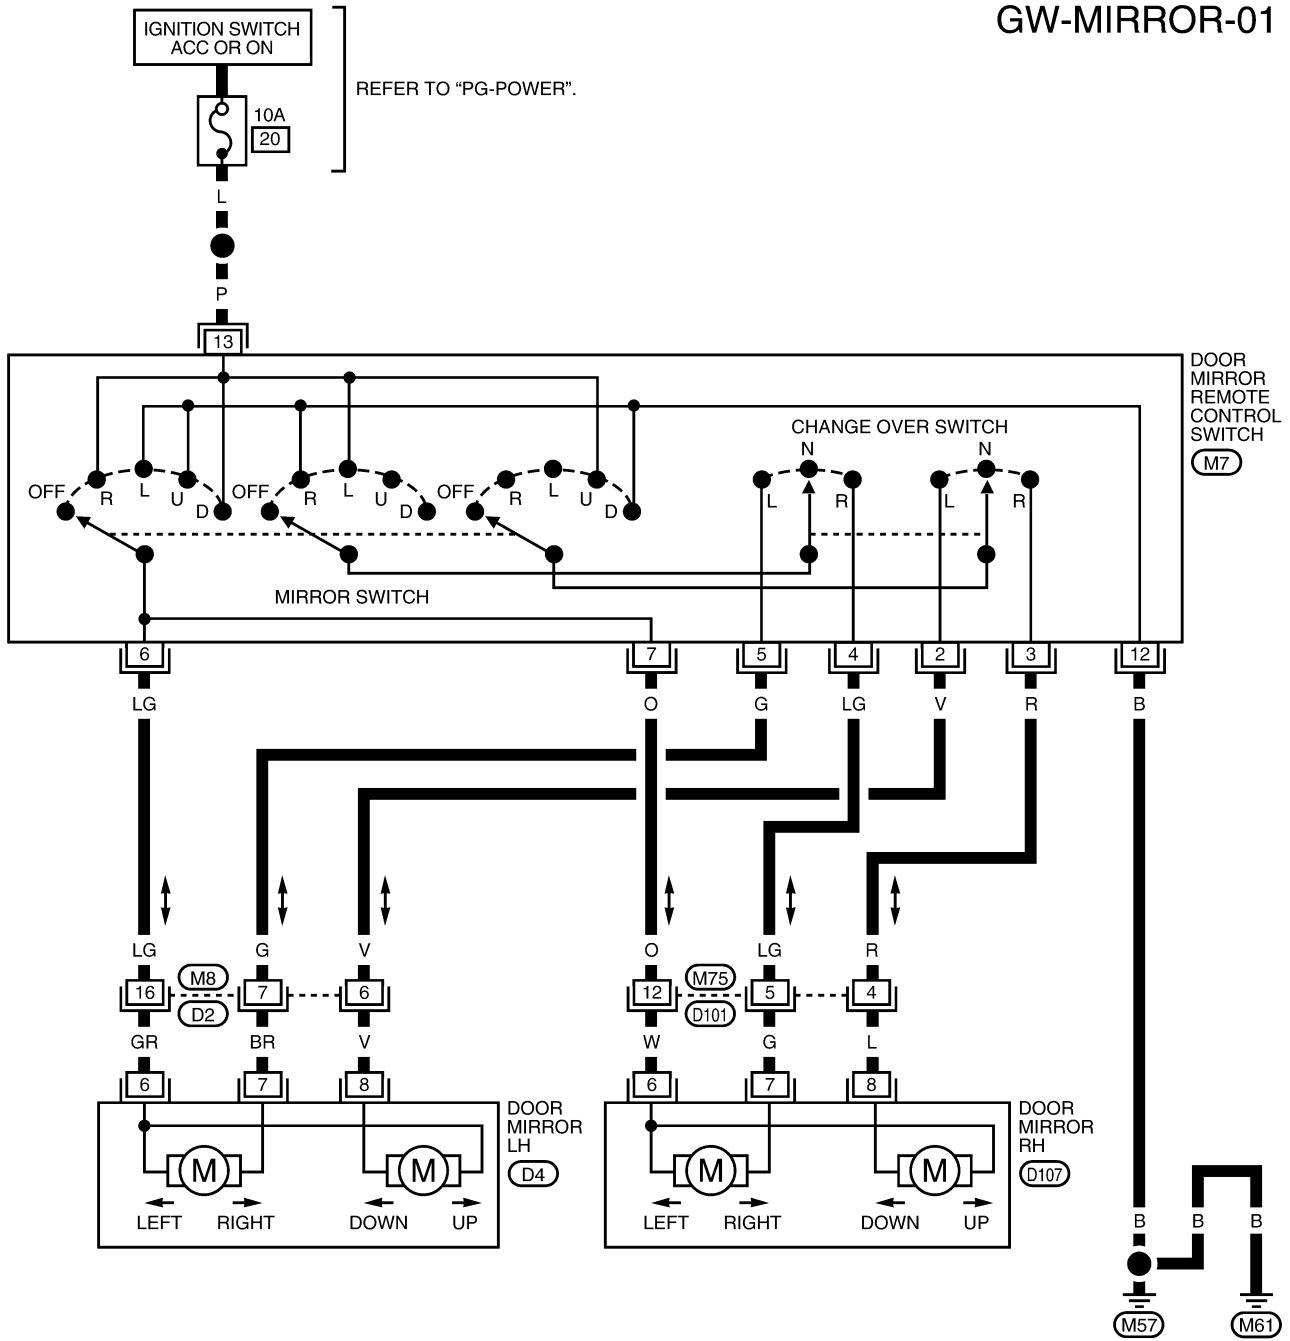 GW-MIRROR-01
IGNITION SWITCH
ACC OR ON
REFER TO “PG-POWER”.
10A
20
L
P
13
DOOR
MIRROR
REMOTE
CONTROL
SWITCH
M7
CHANGE OVER SWITCH
N N
OFF R L U D OFF R L U D OFF R L U D L R L R
MIRROR SWITCH
6 7 5 4 2 3 12
LG O G LG V R B
LG G V O LG R
16 M8 7 6 12 M75 5 4
D2 D101
GR BR V W G L
6 7 8 6 7 8
DOOR
MIRROR
LH
D4
DOOR
MIRROR
RH
D107
M M M M
LEFT RIGHT DOWN UP LEFT RIGHT DOWN UP
B B B
M57 M61